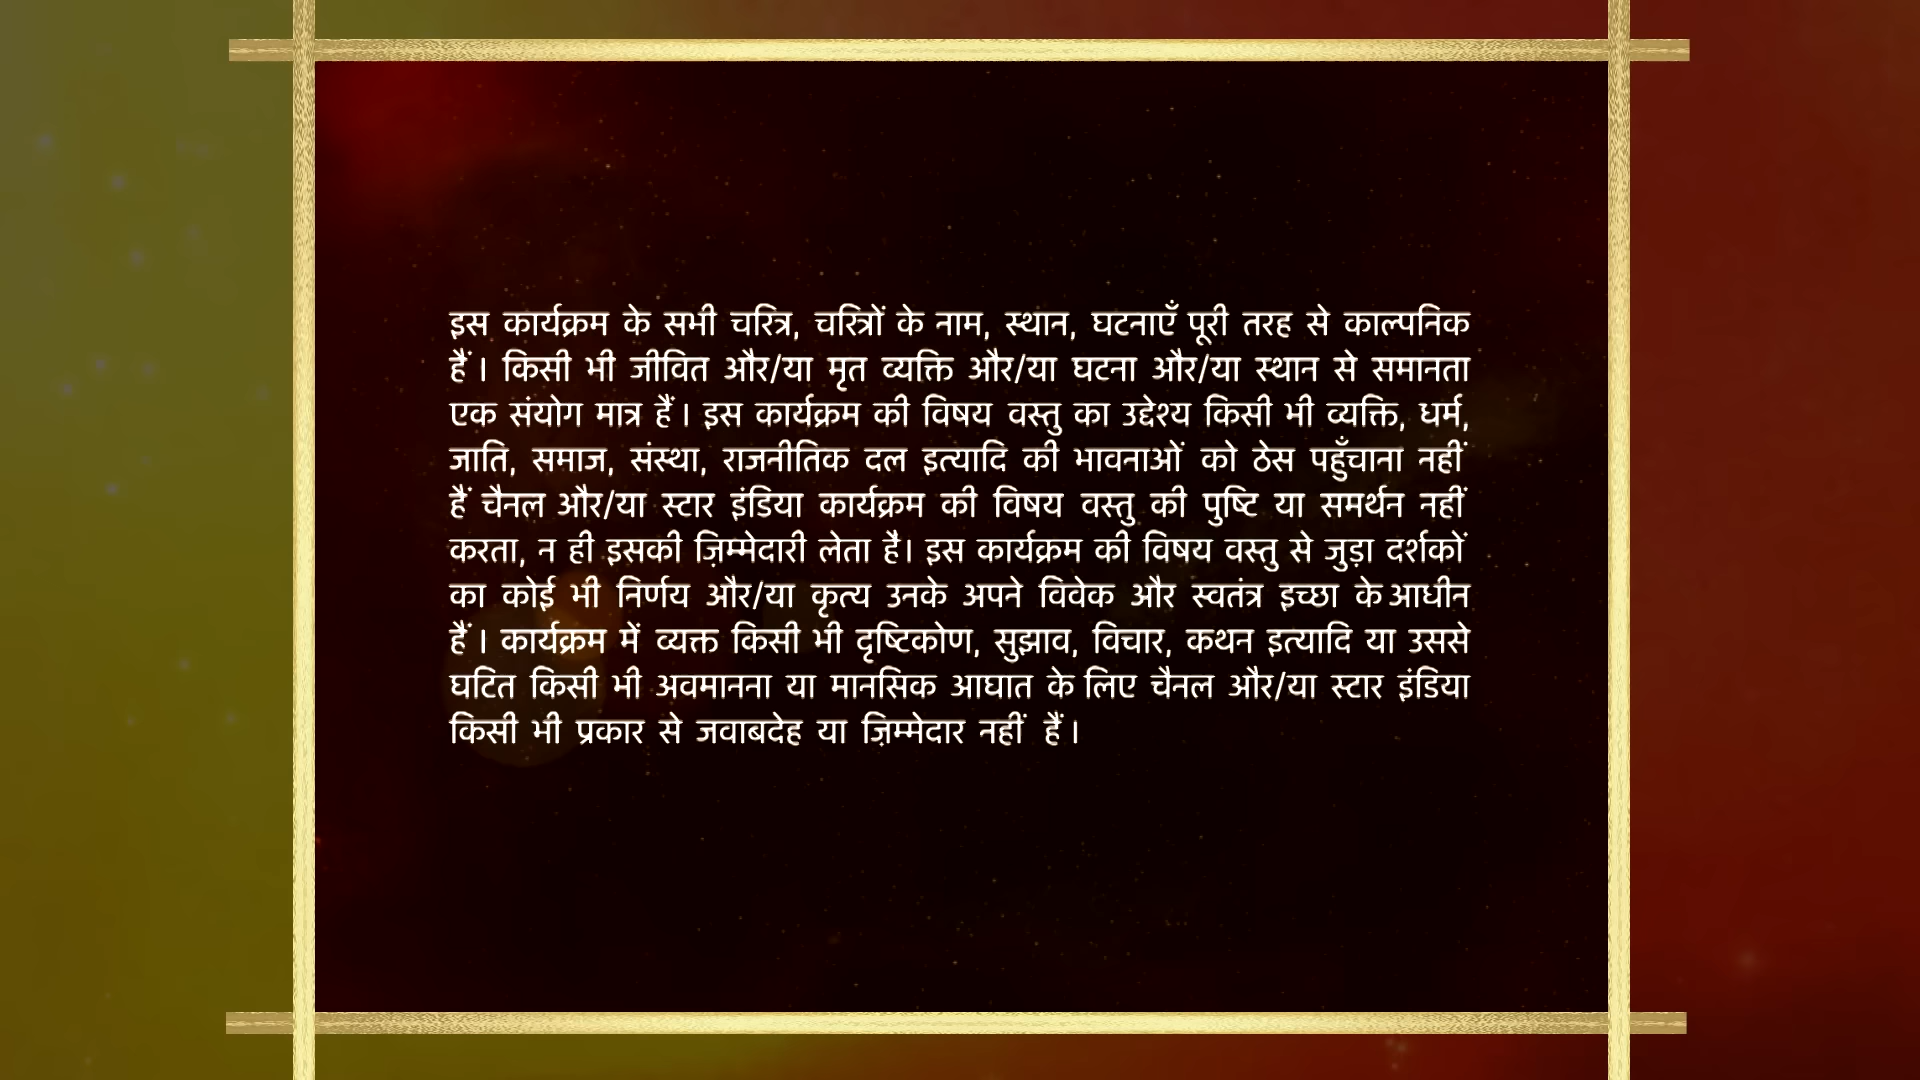 इस कार्यक्रम के सभी चरित्र, चरित्रों के नाम, स्थान, घटनाएँ पूरी तरह से काल्पनिक
हैं । किसी भी जीवित और/या मृत व्यक्ति और/या घटना और/या स्थान से समानता
एक संयोग मात्र हैं । इस कार्यक्रम की विषय वस्तु का उद्देश्य किसी भी व्यक्ति, धर्म,
जाति, समाज, संस्था, राजनीतिक दल इत्यादि की भावनाओं को ठेस पहुँचाना नहीं
हैं चैनल और/या स्टार इंडिया कार्यक्रम की विषय वस्तु की पुष्टि या समर्थन नहीं
करता, न ही इसकी ज़िम्मेदारी लेता है। इस कार्यक्रम की विषय वस्तु से जुड़ा दर्शकों
का कोई भी निर्णय और/या कृत्य उनके अपने विवेक और स्वतंत्र इच्छा के आधीन
हैं । कार्यक्रम में व्यक्त किसी भी दृष्टिकोण, सुझाव, विचार, कथन इत्यादि या उससे
घटित किसी भी अवमानना या मानसिक आघात के लिए चैनल और/या स्टार इंडिया
किसी भी प्रकार से जवाबदेह या ज़िम्मेदार नहीं हैं ।